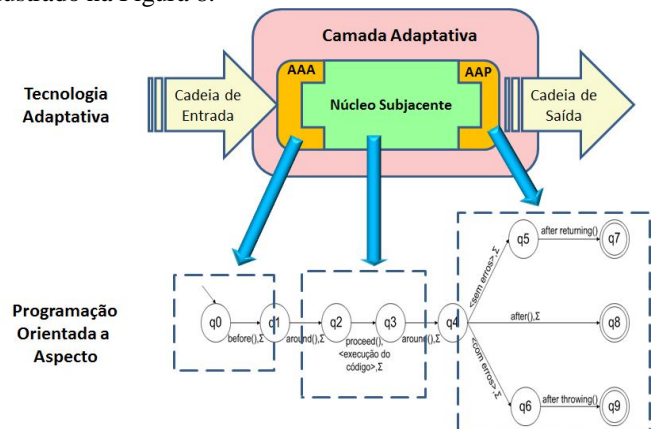 Camada Adaptativa
AAA
AAP
Tecnologia
Adaptativa
Cadeia de
Entrada
Núcleo Subjacente
Cadeia de
Saída
Programação
Orientada a
Aspecto
q0
before(),Σ
q1
around(),Σ
q2
proceed(),
<execução do
código>,Σ
q3
around(),Σ
q4
<sem erros>,Σ
q5
after returning()
q7
after(),Σ
q8
<com erros>,Σ
q6
after throwing()
q9